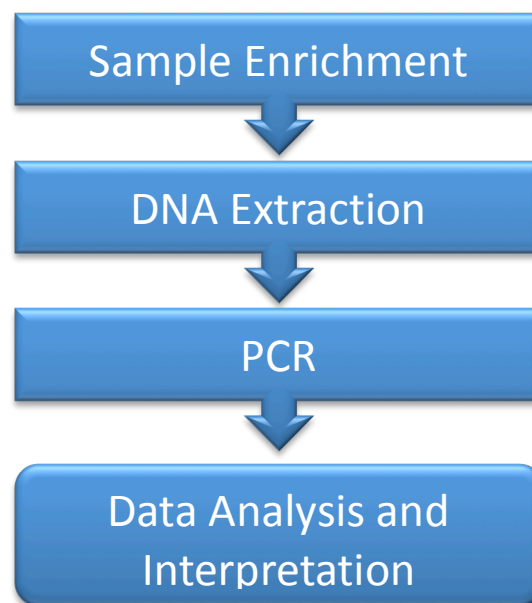 Sample Enrichment
DNA Extraction
PCR
Data Analysis and
Interpretation